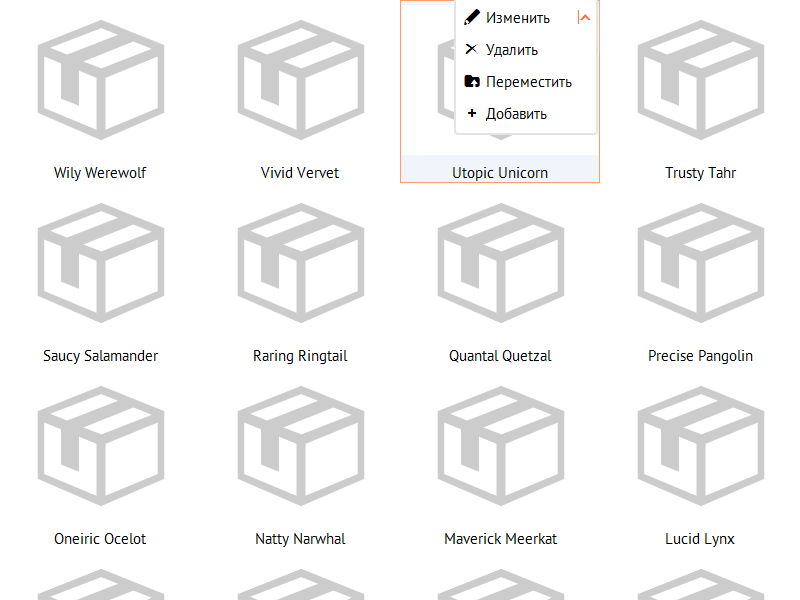 Изменить
Удалить
Переместить
Добавить
Wily Werewolf
Vivid Vervet
Utopic Unicorn
Trusty Tahr
Saucy Salamander
Raring Ringtail
Quantal Quetzal
Precise Pangolin
Oneiric Ocelot
Natty Narwhal
Maverick Meerkat
Lucid Lynx